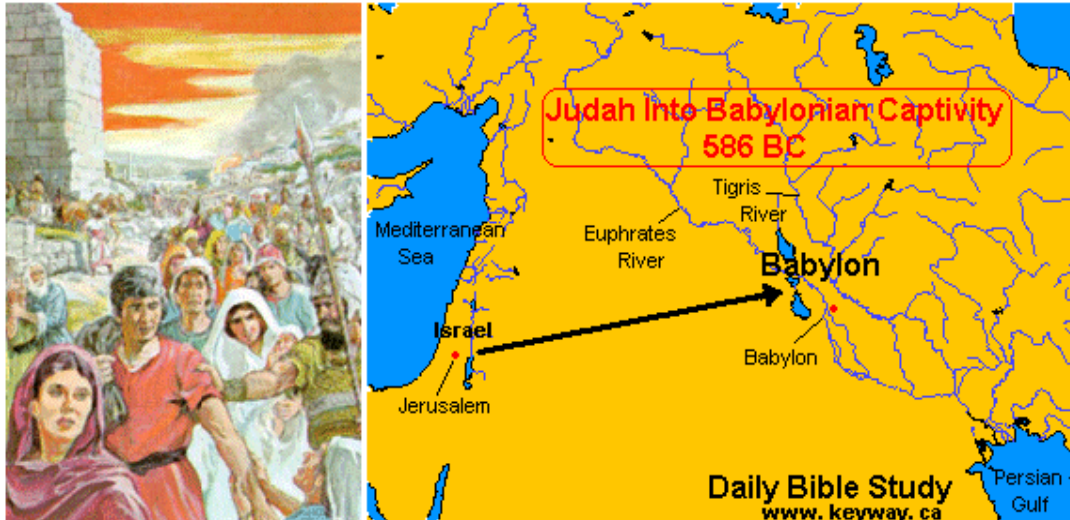 Judah Into Babylonian Captivity
586 BC
Tigris
River
Mediterranean
Sea
Euphrates
River
Babylon
Israel
Babylon
Jerusalem
Daily Bible Study
www.keyway.ca
Persian
Gulf